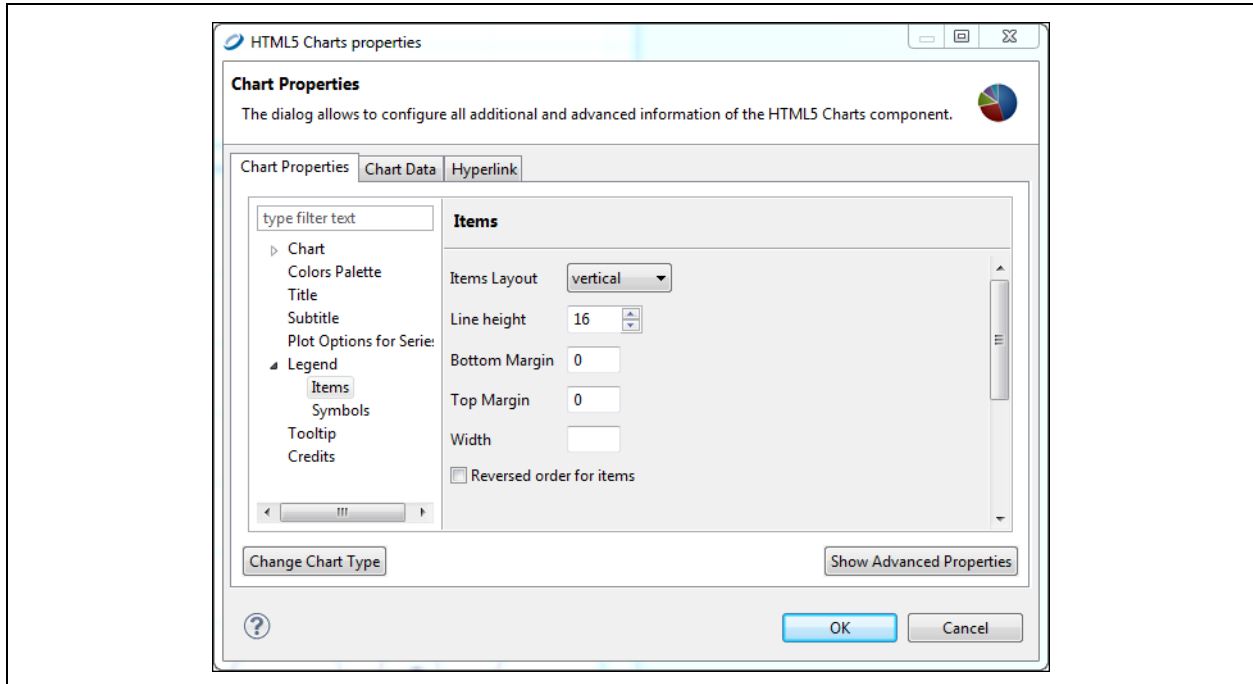 HTML5 Charts properties
Chart Properties
The dialog allows to configure all additional and advanced information of the HTML5 Charts component.
Chart Properties Chart Data Hyperlink
type filter text
Chart
Colors Palette
Title
Subtitle
Plot Options for Serie
Legend
Items
Symbols
Tooltip
Credits
Items
Items Layout vertical
Line height 16
Bottom Margin 0
Top Margin 0
Width
Reversed order for items
Change Chart Type
Show Advanced Properties
?
OK
Cancel